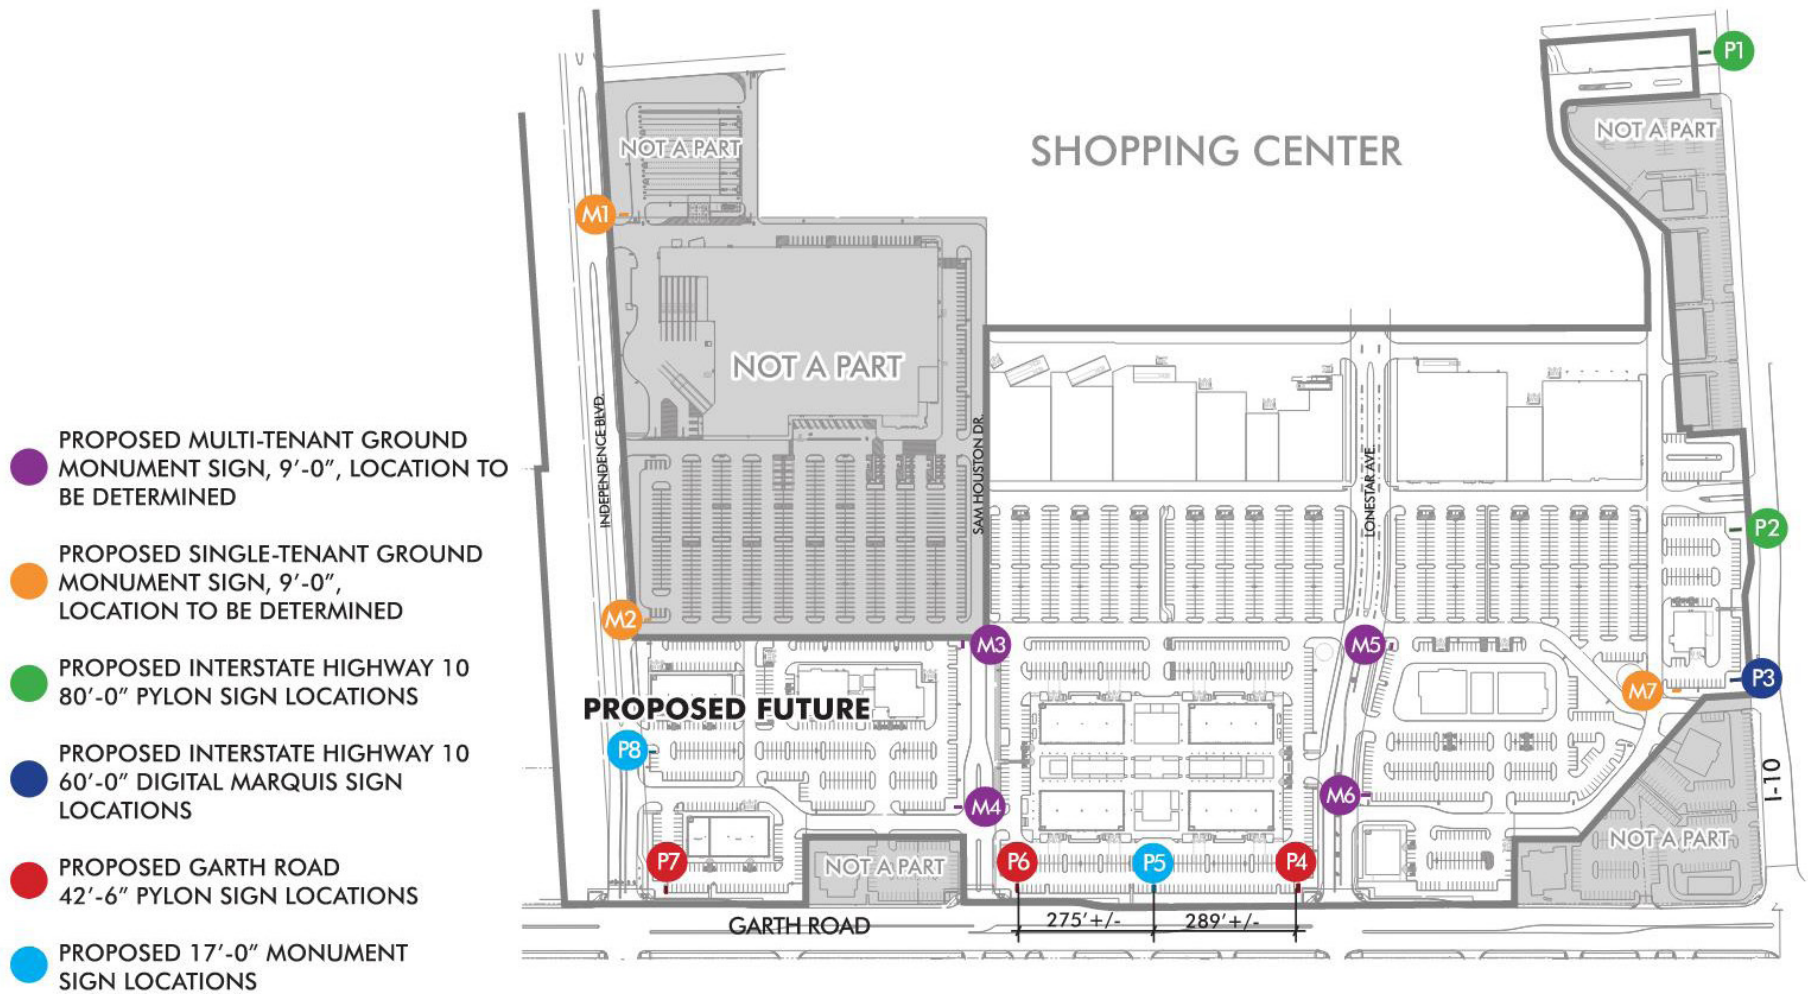 P1
NOT A PART
SHOPPING CENTER
NOT A PART
M1
NOT A PART
INDEPENDENCE BLVD.
SAM HOUSTON DR.
LONESTAR AVE.
PROPOSED MULTI-TENANT GROUND
MONUMENT SIGN, 9'-0", LOCATION TO
BE DETERMINED
PROPOSED SINGLE-TENANT GROUND
MONUMENT SIGN, 9'-0",
LOCATION TO BE DETERMINED
PROPOSED INTERSTATE HIGHWAY 10
80'-0" PYLON SIGN LOCATIONS
PROPOSED INTERSTATE HIGHWAY 10
60'-0" DIGITAL MARQUIS SIGN
LOCATIONS
PROPOSED GARTH ROAD
42'-6" PYLON SIGN LOCATIONS
PROPOSED 17'-0" MONUMENT
SIGN LOCATIONS
P2
M2
M3
M5
P3
M7
PROPOSED FUTURE
P8
I-10
M6
M4
NOT A PART
P7
NOT A PART
P6
P5
P4
275'+/-
289'+/-
GARTH ROAD